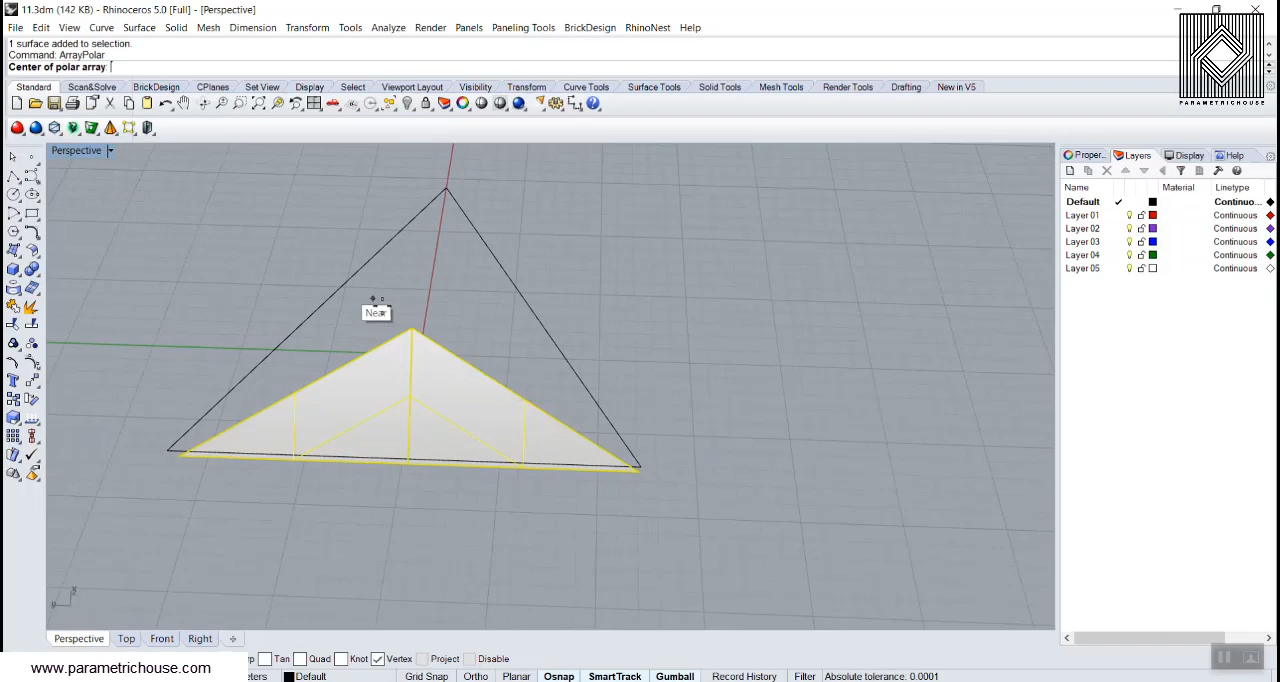 11.3dm (142 KB) - Rhinoceros 5.0 [Full] - [Perspective]
File Edit View Curve Surface Solid Mesh Dimension Transform Tools Analyze Render Panels Paneling Tools BrickDesign RhinoNest Help
1 surface added to selection.
Command: ArrayPolar
Center of polar array:
PARAMETRICHOUSE
Standard Scan&Solve BrickDesign CPlanes Set View Display Select Viewport Layout Visibility Transform Curve Tools Surface Tools Solid Tools Mesh Tools Render Tools Drafting New in V5
Perspective
Proper... Layers Display Help
Name Material Linetype
Default Continuo...
Layer 01 Continuous
Layer 02 Continuous
Layer 03 Continuous
Layer 04 Continuous
Layer 05 Continuous
Near
Perspective Top Front Right
Tan Quad Knot Vertex Project Disable
www.parametrichouse.com
Default Grid Snap Ortho Planar Osnap SmartTrack Gumball Record History Filter Absolute tolerance: 0.0001